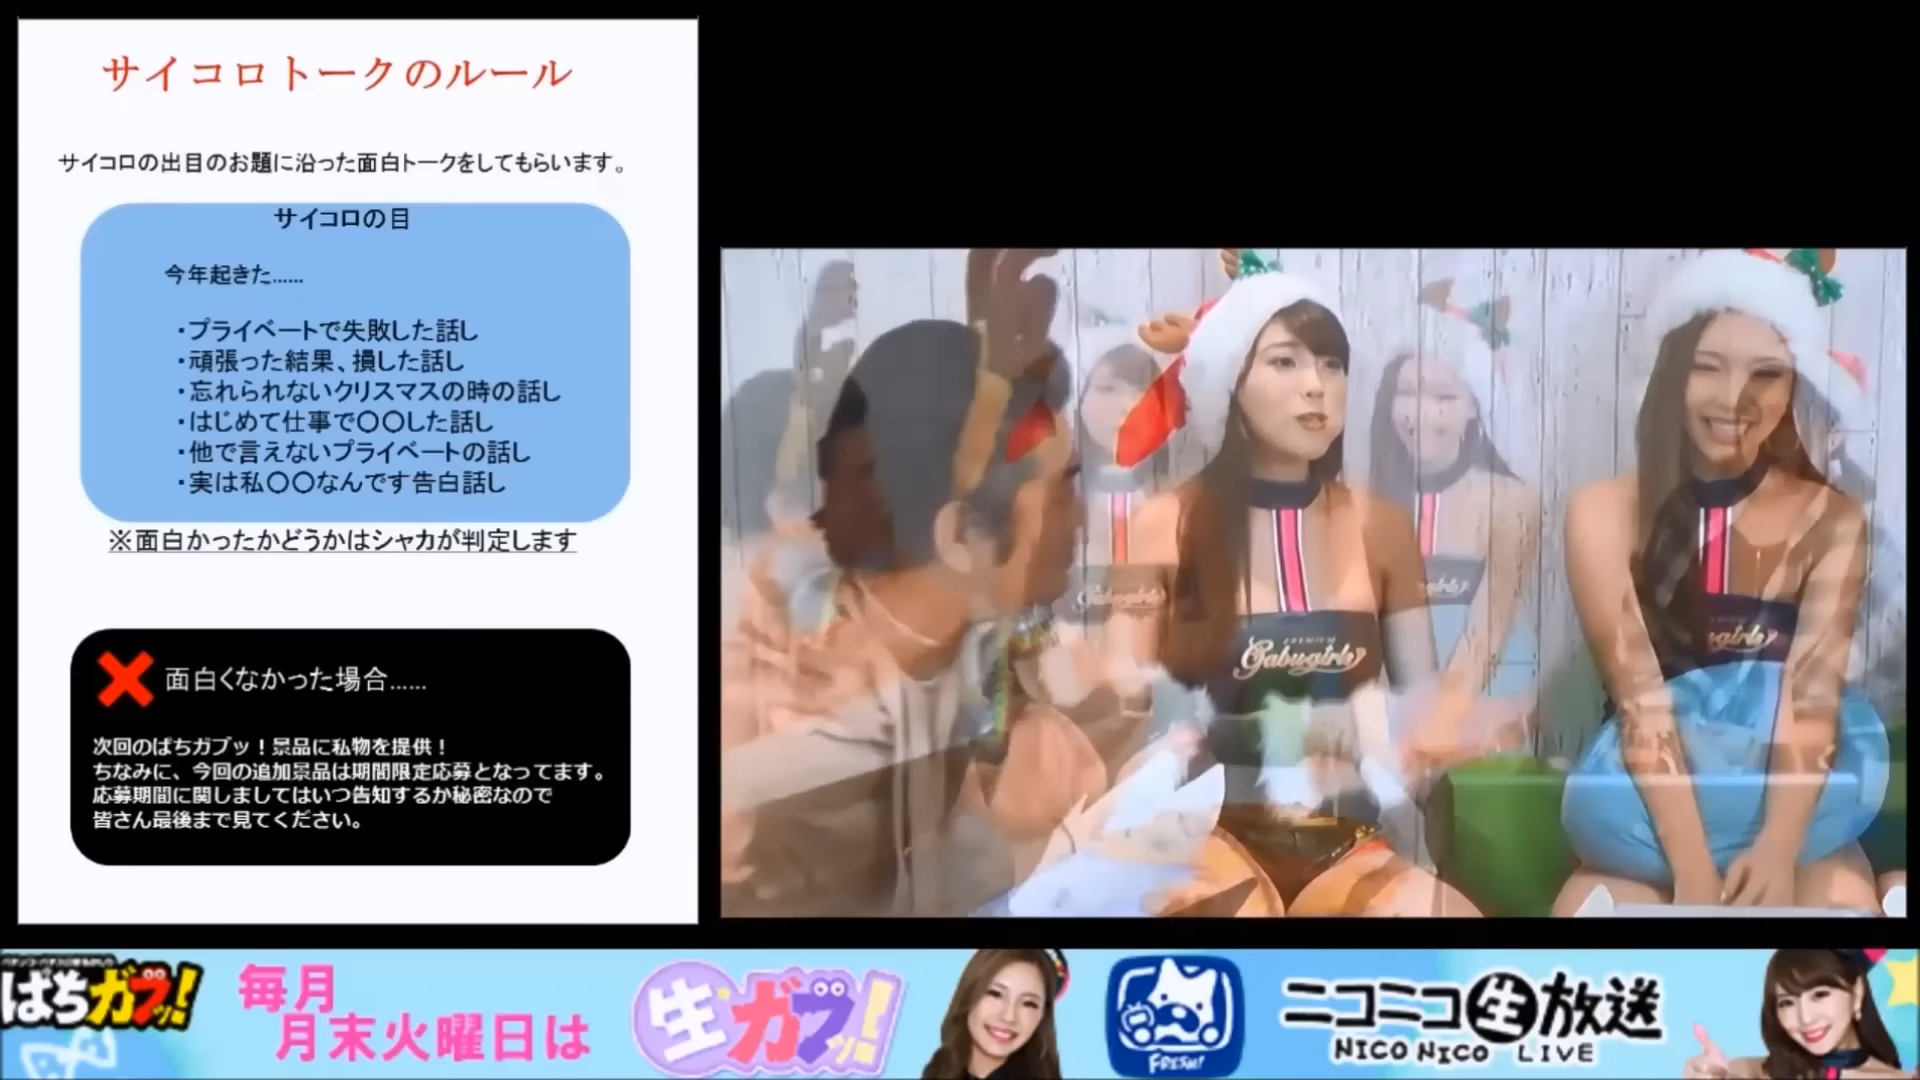 サイコロトークのルール
サイコロの出目のお題に沿った面白トークをしてもらいます。
サイコロの目
今年起きた……
・プライベートで失敗した話し
・頑張った結果、損した話し
・忘れられないクリスマスの時の話し
・はじめて仕事で〇〇した話し
・他で言えないプライベートの話し
・実は私〇〇なんです告白話し
※面白かったかどうかはシャカが判定します
面白くなかった場合……
次回のぱちガブッ！景品に私物を提供！
ちなみに、今回の追加景品は期間限定応募となってます。
応募期間に関しましてはいつ告知するか秘密なので
皆さん最後まで見てください。
PREMIUM
Gabugirls
ぱちガブッ!
毎月
月末火曜日は
生ガブッ!
FRESH!
ニコニコ生放送
NICO NICO LIVE